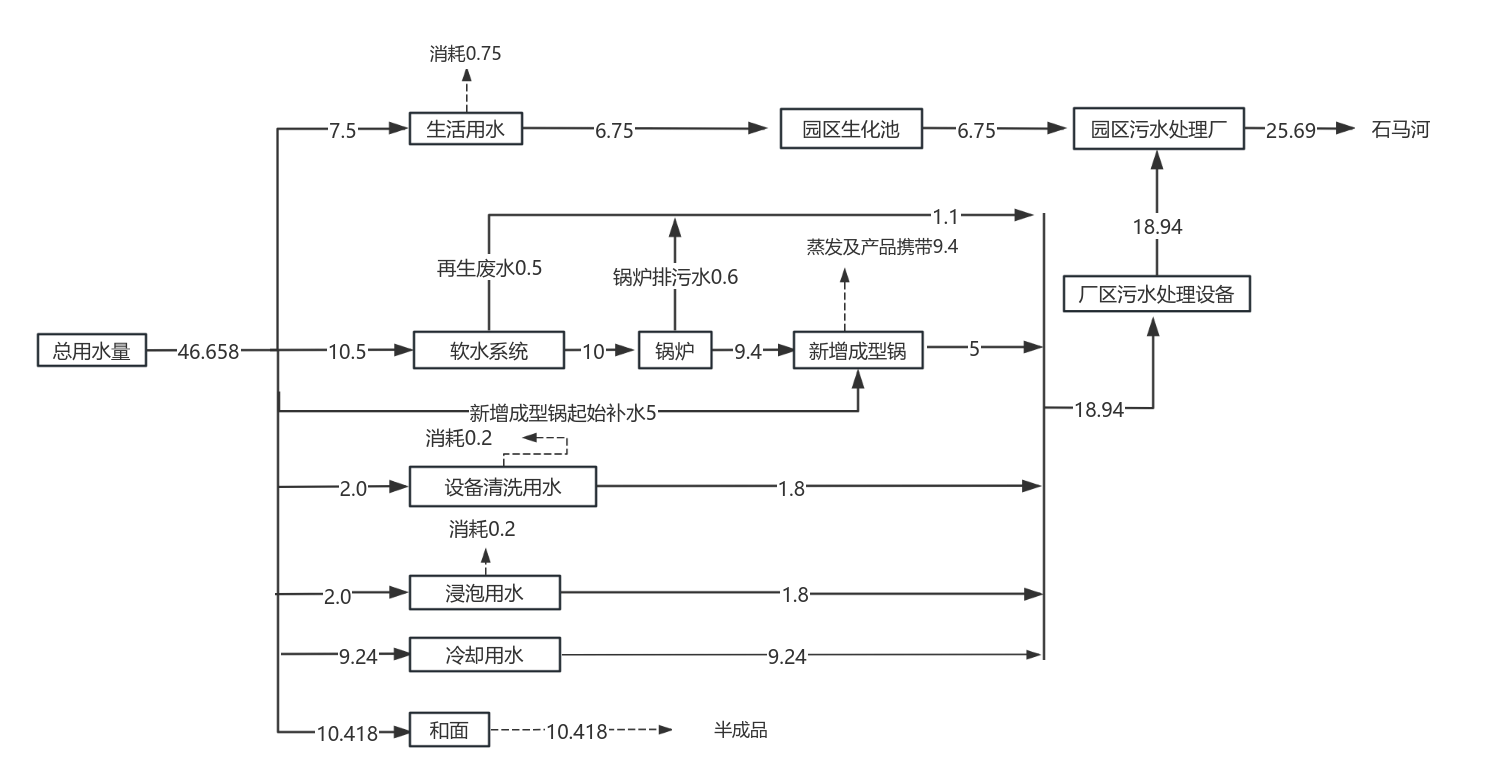 消耗0.75
7.5
生活用水
6.75
园区生化池
6.75
园区污水处理厂
25.69
石马河
1.1
18.94
蒸发及产品携带9.4
再生废水0.5
锅炉排污水0.6
厂区污水处理设备
总用水量
46.658
10.5
软水系统
10
锅炉
9.4
新增成型锅
5
新增成型锅起始补水5
18.94
消耗0.2
2.0
设备清洗用水
1.8
消耗0.2
2.0
浸泡用水
1.8
9.24
冷却用水
9.24
10.418
和面
10.418
半成品